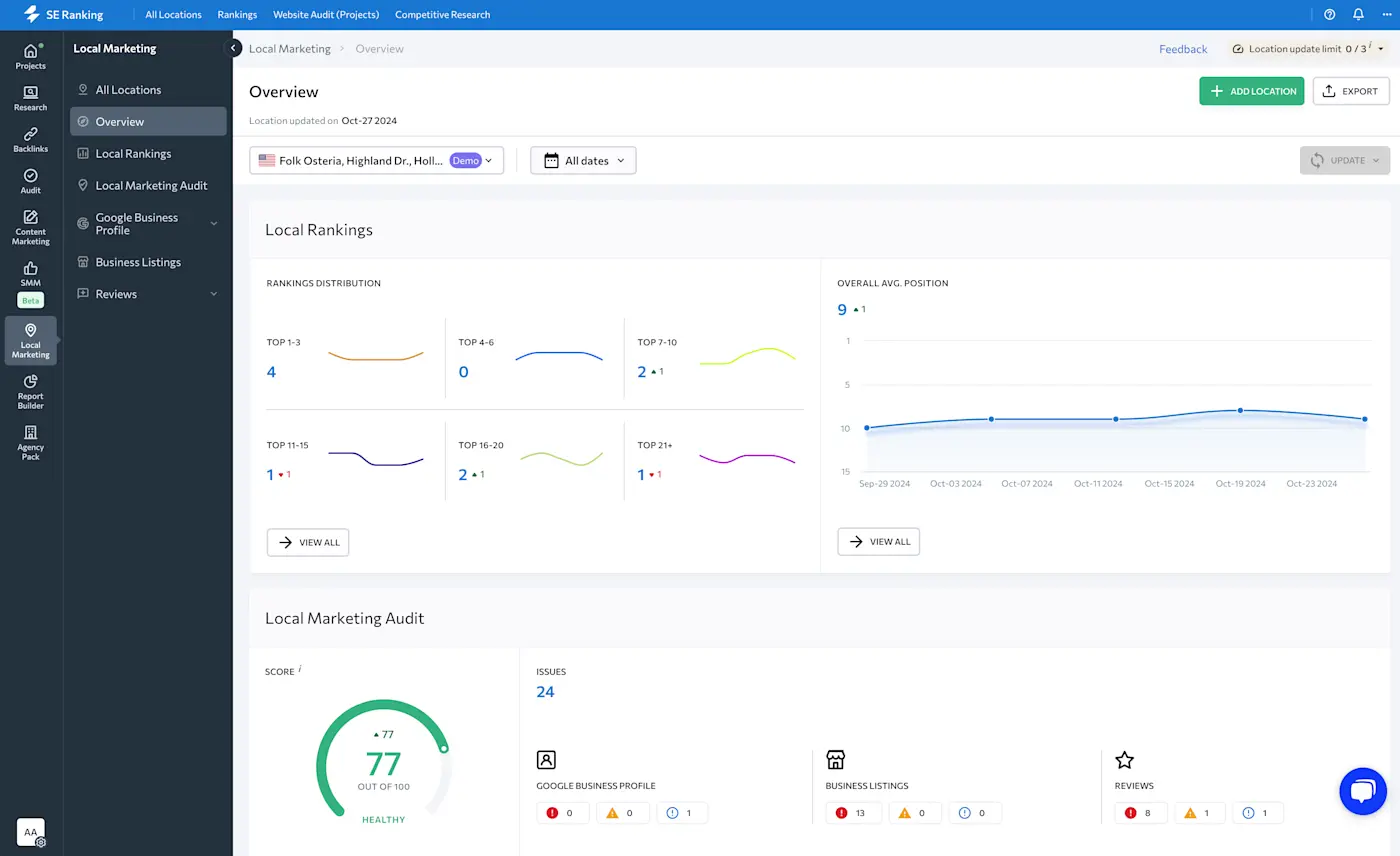 SE Ranking
All Locations
Rankings
Website Audit (Projects)
Competitive Research
Projects
Research
Backlinks
Audit
Content
Marketing
SMM
Beta
Local
Marketing
Report
Builder
Agency
Pack
AA
Local Marketing
All Locations
Overview
Local Rankings
Local Marketing Audit
Google Business
Profile
Business Listings
Reviews
Local Marketing > Overview
Feedback
Location update limit 0 / 3 i
Overview
ADD LOCATION
EXPORT
Location updated on Oct-27 2024
Folk Osteria, Highland Dr., Holl... Demo
All dates
UPDATE
Local Rankings
RANKINGS DISTRIBUTION
TOP 1-3
4
TOP 4-6
0
TOP 7-10
2 1
TOP 11-15
1 1
TOP 16-20
2 1
TOP 21+
1 1
VIEW ALL
OVERALL AVG. POSITION
9 1
1
5
10
15
Sep-29 2024 Oct-03 2024 Oct-07 2024 Oct-11 2024 Oct-15 2024 Oct-19 2024 Oct-23 2024
VIEW ALL
Local Marketing Audit
SCORE i
77
77
OUT OF 100
HEALTHY
ISSUES
24
GOOGLE BUSINESS PROFILE
0 0 1
BUSINESS LISTINGS
13 0 0
REVIEWS
8 1 1